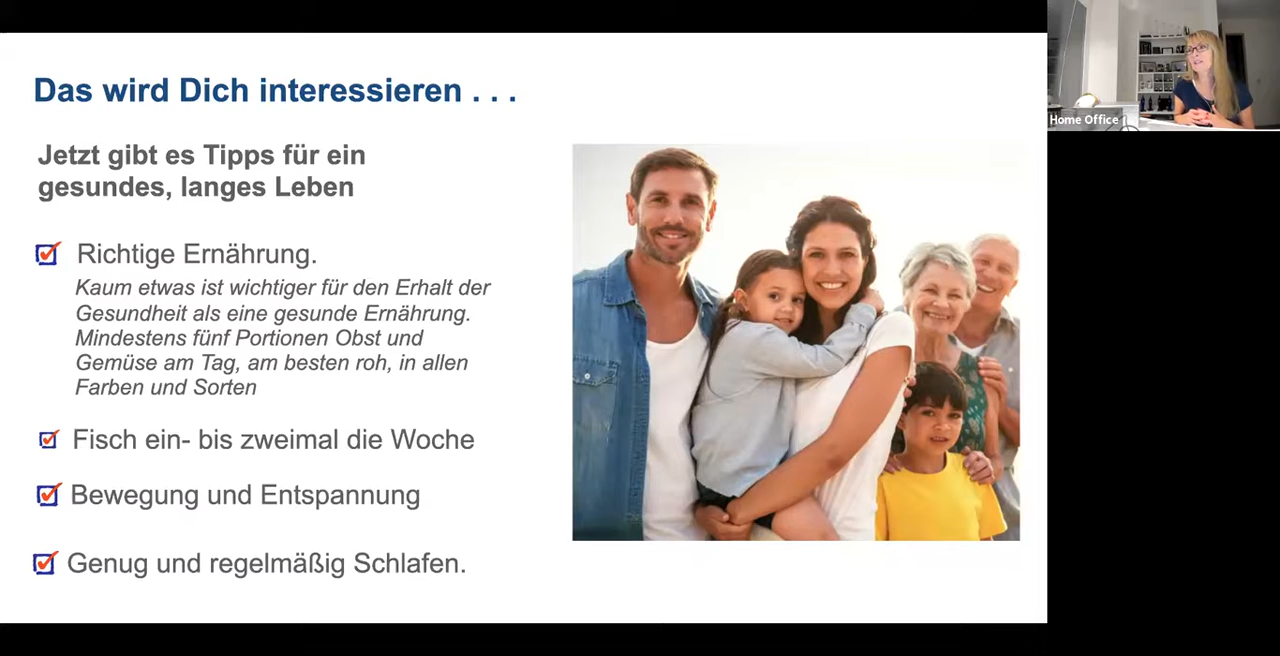 Das wird Dich interessieren . . .
Jetzt gibt es Tipps für ein
gesundes, langes Leben
Richtige Ernährung.
Kaum etwas ist wichtiger für den Erhalt der
Gesundheit als eine gesunde Ernährung.
Mindestens fünf Portionen Obst und
Gemüse am Tag, am besten roh, in allen
Farben und Sorten
Fisch ein- bis zweimal die Woche
Bewegung und Entspannung
Genug und regelmäßig Schlafen.
Home Office